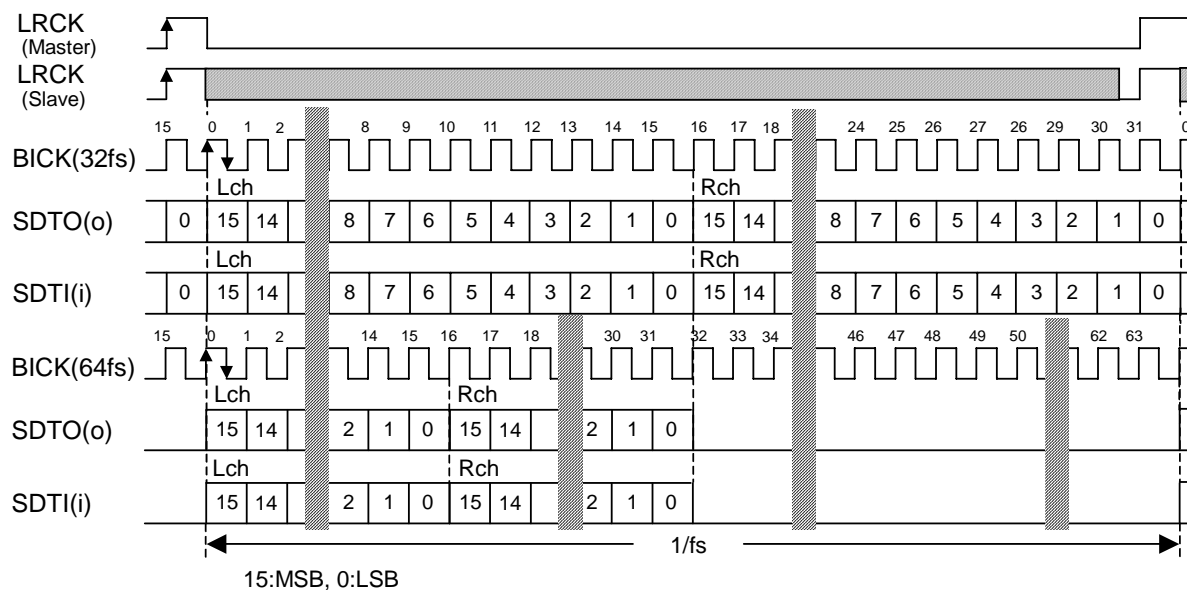 LRCK
(Master)
LRCK
(Slave)
15 0 1 2 8 9 10 11 12 13 14 15 16 17 18 24 25 26 27 26 29 30 31 0
BICK(32fs)
Lch Rch
SDTO(o) 0 15 14 8 7 6 5 4 3 2 1 0 15 14 8 7 6 5 4 3 2 1 0
Lch Rch
SDTI(i) 0 15 14 8 7 6 5 4 3 2 1 0 15 14 8 7 6 5 4 3 2 1 0
15 0 1 2 14 15 16 17 18 30 31 32 33 34 46 47 48 49 50 62 63
BICK(64fs)
Lch Rch
SDTO(o) 15 14 2 1 0 15 14 2 1 0
Lch Rch
SDTI(i) 15 14 2 1 0 15 14 2 1 0
1/fs
15:MSB, 0:LSB